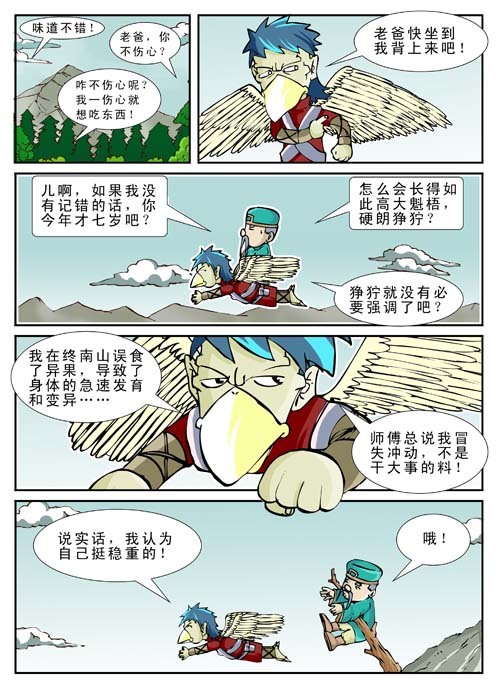 味道不错！
老爸，你
不伤心？
咋不伤心呢？
我一伤心就
想吃东西！
老爸快坐到
我背上来吧！
儿啊，如果我没
有记错的话，你
今年才七岁吧？
怎么会长得如
此高大魁梧，
硬朗狰狞？
狰狞就没有必
要强调了吧？
我在终南山误食
了异果，导致了
身体的急速发育
和变异……
师傅总说我冒
失冲动，不是
干大事的料！
说实话，我认为
自己挺稳重的！
哦！